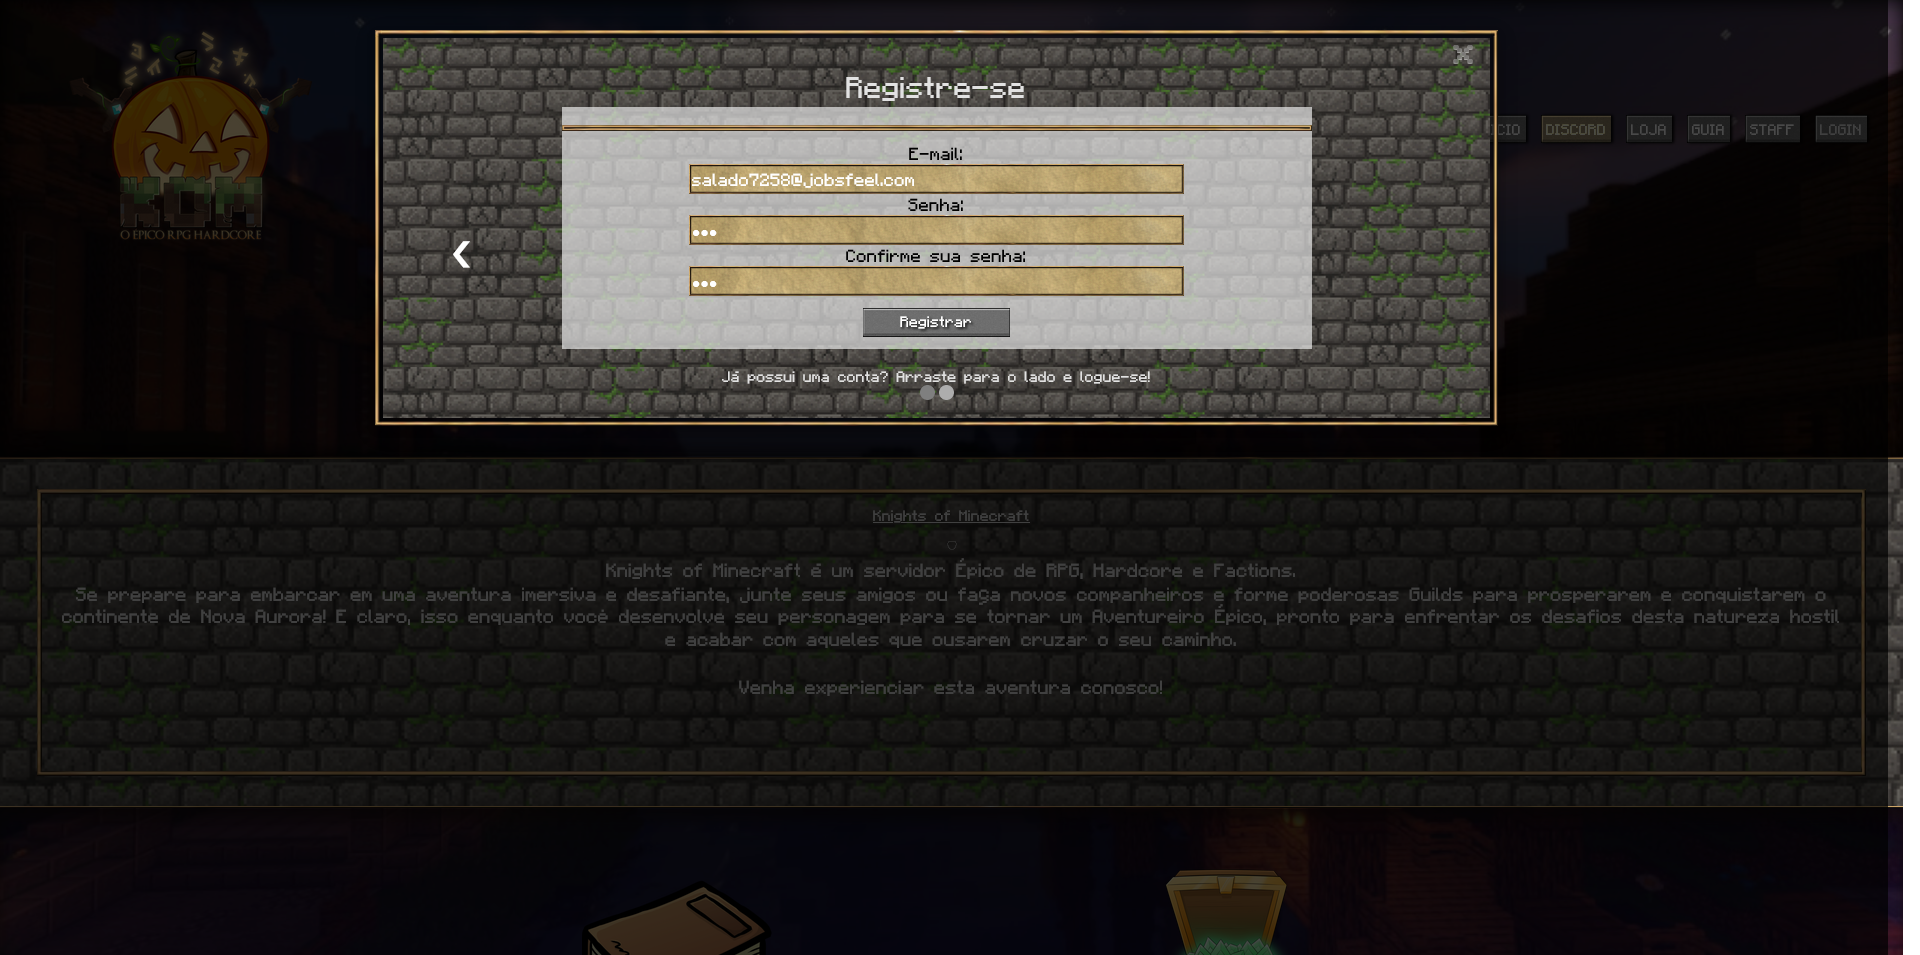 Registre-se
KOM
O EPICO RPG HARDCORE
CIO DISCORD LOJA GUIA STAFF LOGIN
E-mail:
salado7258@jobsfeel.com
Senha:
•••
Confirme sua senha:
•••
Registrar
Já possui uma conta? Arraste para o lado e logue-se!
Knights of Minecraft
Knights of Minecraft é um servidor Épico de RPG, Hardcore e Factions.
Se prepare para embarcar em uma aventura imersiva e desafiante, junte seus amigos ou faça novos companheiros e forme poderosas Guilds para prosperarem e conquistarem o
continente de Nova Aurora! E claro, isso enquanto você desenvolve seu personagem para se tornar um Aventureiro Épico, pronto para enfrentar os desafios desta natureza hostil
e acabar com aqueles que ousarem cruzar o seu caminho.
Venha experienciar esta aventura conosco!